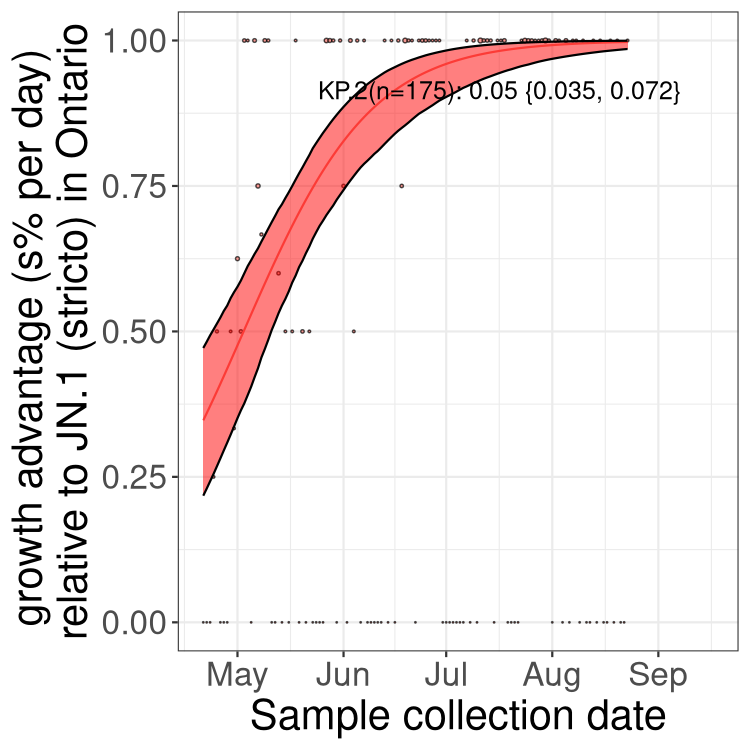 growth advantage (s% per day)
relative to JN.1 (stricto) in Ontario
1.00
0.75
0.50
0.25
0.00
KP.2(n=175): 0.05 {0.035, 0.072}
May Jun Jul Aug Sep
Sample collection date